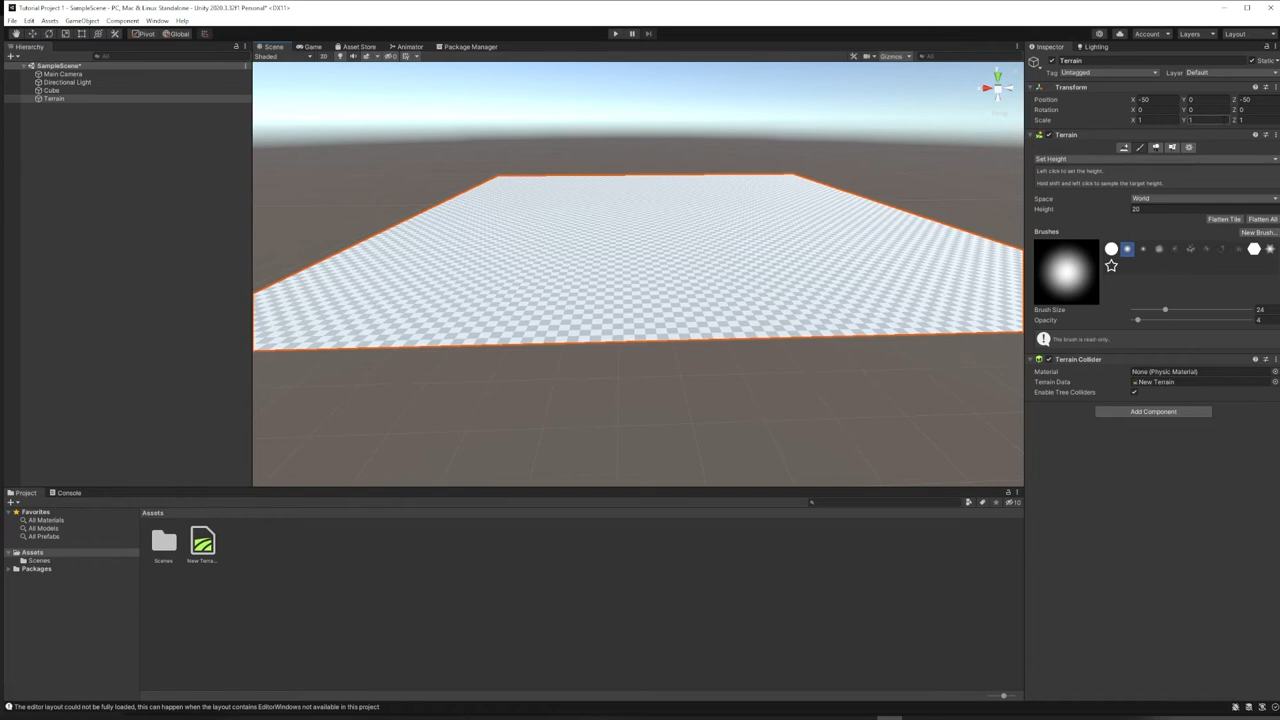 Tutorial Project 1 - SampleScene - PC, Mac & Linux Standalone - Unity 2020.3.32f1 Personal* <DX11>
File Edit Assets GameObject Component Window Help
Pivot Global Account Layers Layout
Hierarchy
All
SampleScene*
Main Camera
Directional Light
Cube
Terrain
Scene Game Asset Store Animator Package Manager
Shaded 2D 0 Gizmos All
Inspector Lighting
Terrain Static
Tag Untagged Layer Default
Transform
Position X -50 Y 0 Z -50
Rotation X 0 Y 0 Z 0
Scale X 1 Y 1 Z 1
Terrain
Set Height
Left click to set the height.
Hold shift and left click to sample the target height.
Space World
Height 20
Flatten Tile Flatten All
Brushes New Brush...
Brush Size 24
Opacity 4
The brush is read-only.
Terrain Collider
Material None (Physic Material)
Terrain Data New Terrain
Enable Tree Colliders
Add Component
Project Console
10
Favorites
All Materials
All Models
All Prefabs
Assets
Scenes
Packages
Assets
Scenes New Terra...
The editor layout could not be fully loaded, this can happen when the layout contains EditorWindows not available in this project